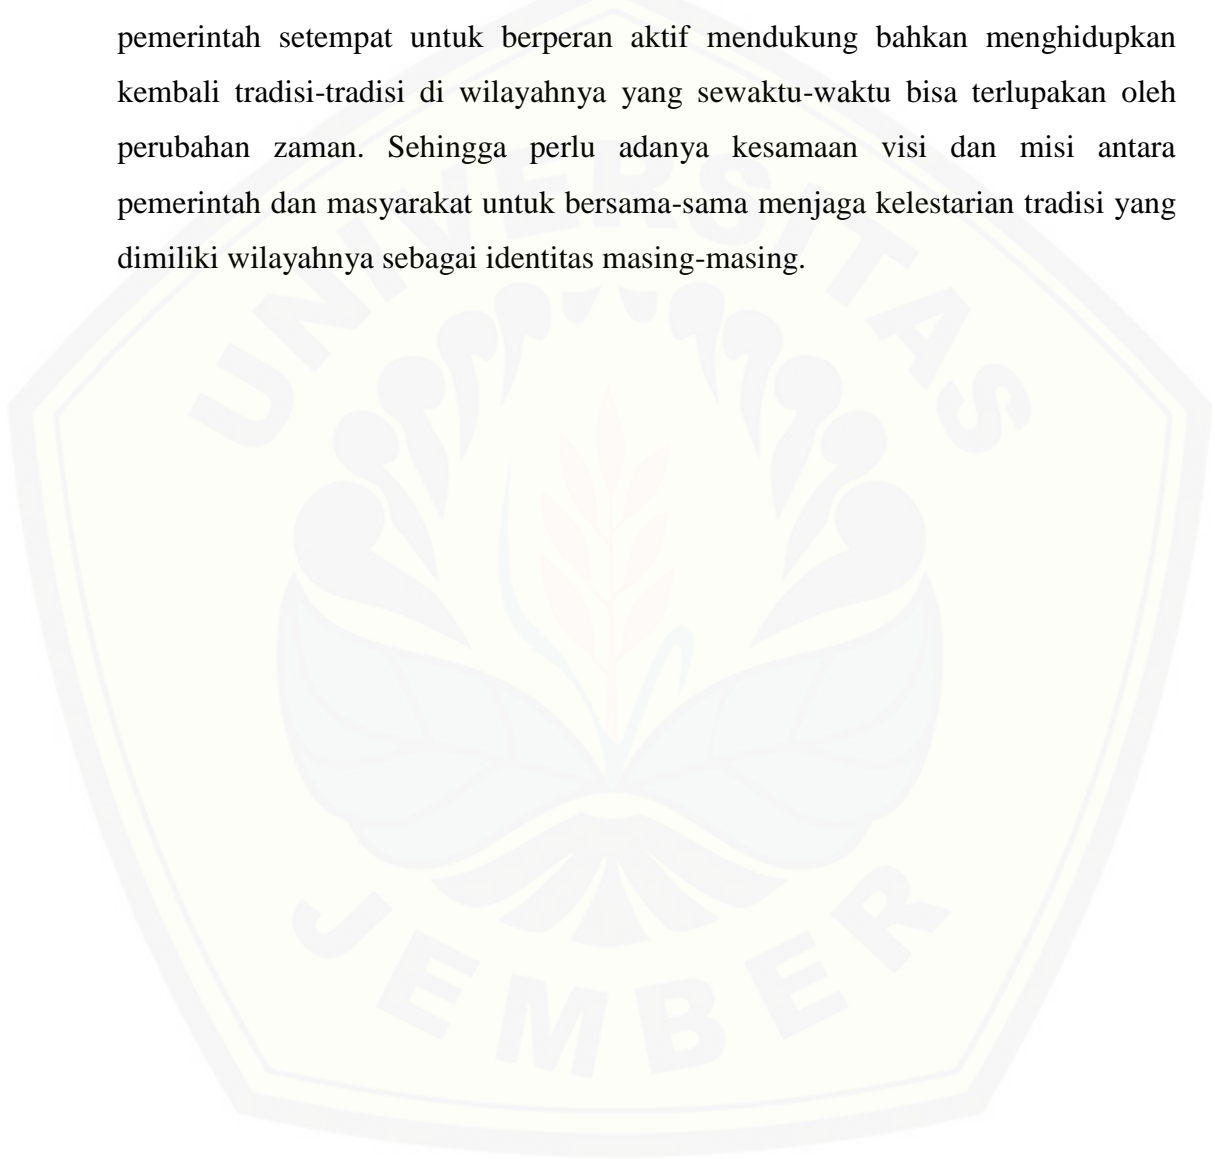 pemerintah setempat untuk berperan aktif mendukung bahkan menghidupkan
kembali tradisi-tradisi di wilayahnya yang sewaktu-waktu bisa terlupakan oleh
perubahan zaman. Sehingga perlu adanya kesamaan visi dan misi antara
pemerintah dan masyarakat untuk bersama-sama menjaga kelestarian tradisi yang
dimiliki wilayahnya sebagai identitas masing-masing.
UNIVERSITAS
JEMBER